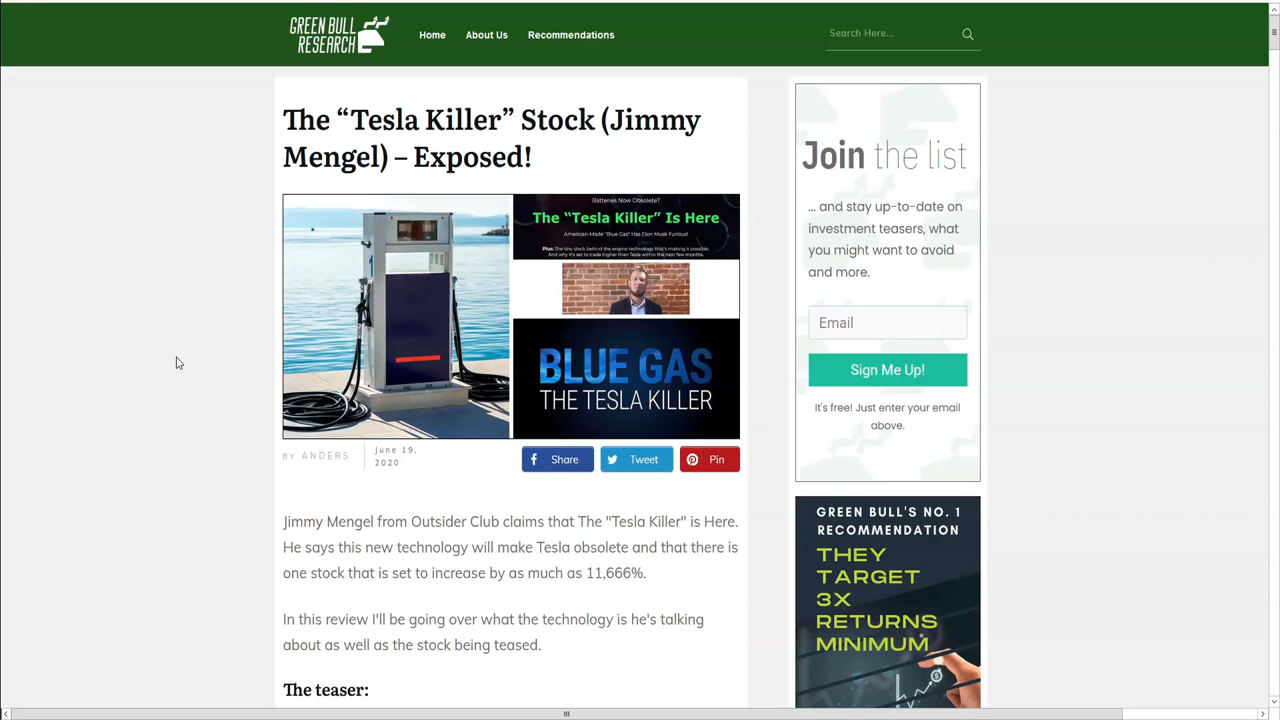 GREEN BULL
RESEARCH
Home
About Us
Recommendations
Search Here...
The “Tesla Killer” Stock (Jimmy
Mengel) – Exposed!
Batteries Now Obsolete?
The “Tesla Killer” Is Here
American-Made "Blue Gas" Has Elon Musk Furious!
Plus: The tiny stock behind the engine technology that's making it possible.
And why it's set to trade higher than Tesla within the next few months.
BLUE GAS
THE TESLA KILLER
BY ANDERS
June 19,
2020
Share
Tweet
Pin
Jimmy Mengel from Outsider Club claims that The "Tesla Killer" is Here.
He says this new technology will make Tesla obsolete and that there is
one stock that is set to increase by as much as 11,666%.
In this review I'll be going over what the technology is he's talking
about as well as the stock being teased.
The teaser:
Join the list
... and stay up-to-date on
investment teasers, what
you might want to avoid
and more.
Email
Sign Me Up!
It's free! Just enter your email
above.
GREEN BULL'S NO. 1
RECOMMENDATION
THEY
TARGET
3X
RETURNS
MINIMUM